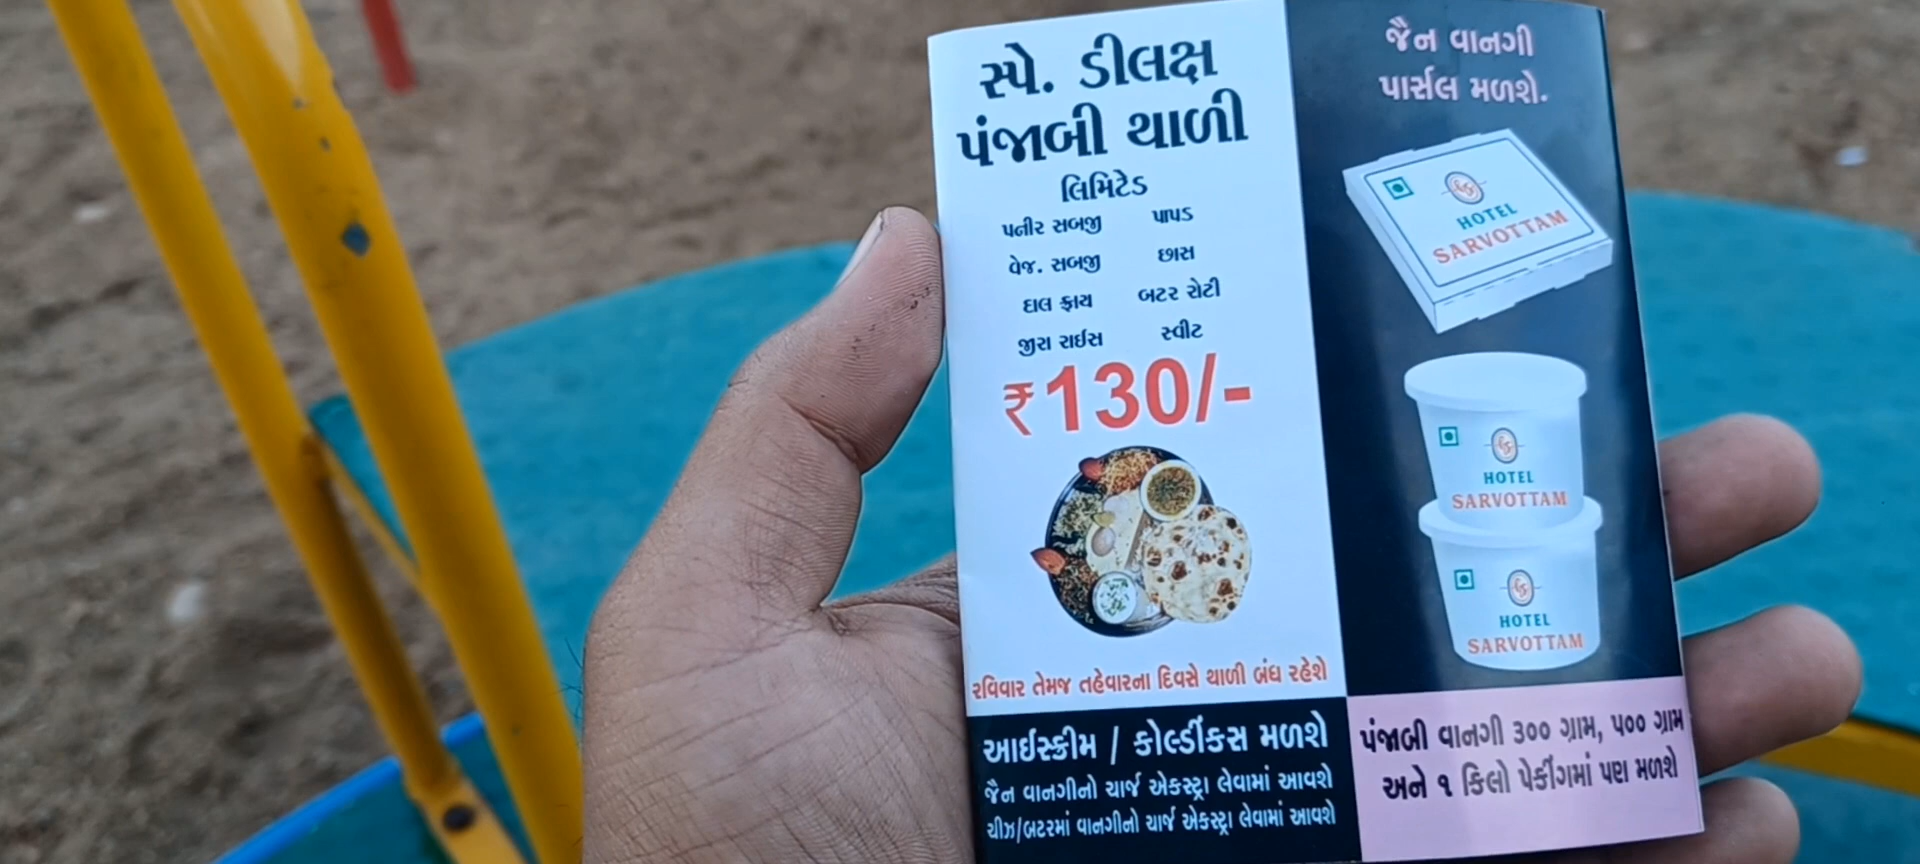 સ્પે. ડીલક્ષ
પંજાબી થાળી
લિમિટેડ
પનીર સબજી પાપડ
વેજ. સબજી છાસ
દાલ ફ્રાય બટર રોટી
જીરા રાઈસ સ્વીટ
₹130/-
રવિવાર તેમજ તહેવારના દિવસે થાળી બંધ રહેશે
આઈસ્ક્રીમ / કોલ્ડીંકસ મળશે
જૈન વાનગીનો ચાર્જ એકસ્ટ્રા લેવામાં આવશે
ચીઝ/બટરમાં વાનગીનો ચાર્જ એકસ્ટ્રા લેવામાં આવશે
જૈન વાનગી
પાર્સલ મળશે.
HOTEL
SARVOTTAM
HOTEL
SARVOTTAM
HOTEL
SARVOTTAM
પંજાબી વાનગી ૩૦૦ ગ્રામ, ૫૦૦ ગ્રામ
અને ૧ કિલો પેકીંગમાં પણ મળશે